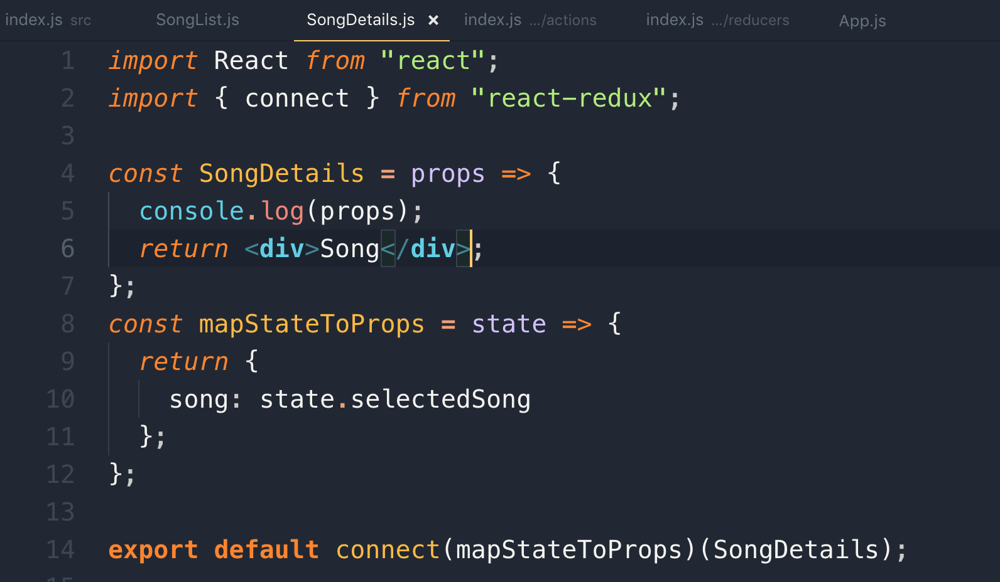 index.js src SongList.js SongDetails.js × index.js .../actions index.js .../reducers App.js
1 import React from "react";
2 import { connect } from "react-redux";
3
4 const SongDetails = props => {
5 console.log(props);
6 return <div>Song</div>;
7 };
8 const mapStateToProps = state => {
9 return {
10 song: state.selectedSong
11 };
12 };
13
14 export default connect(mapStateToProps)(SongDetails);
15